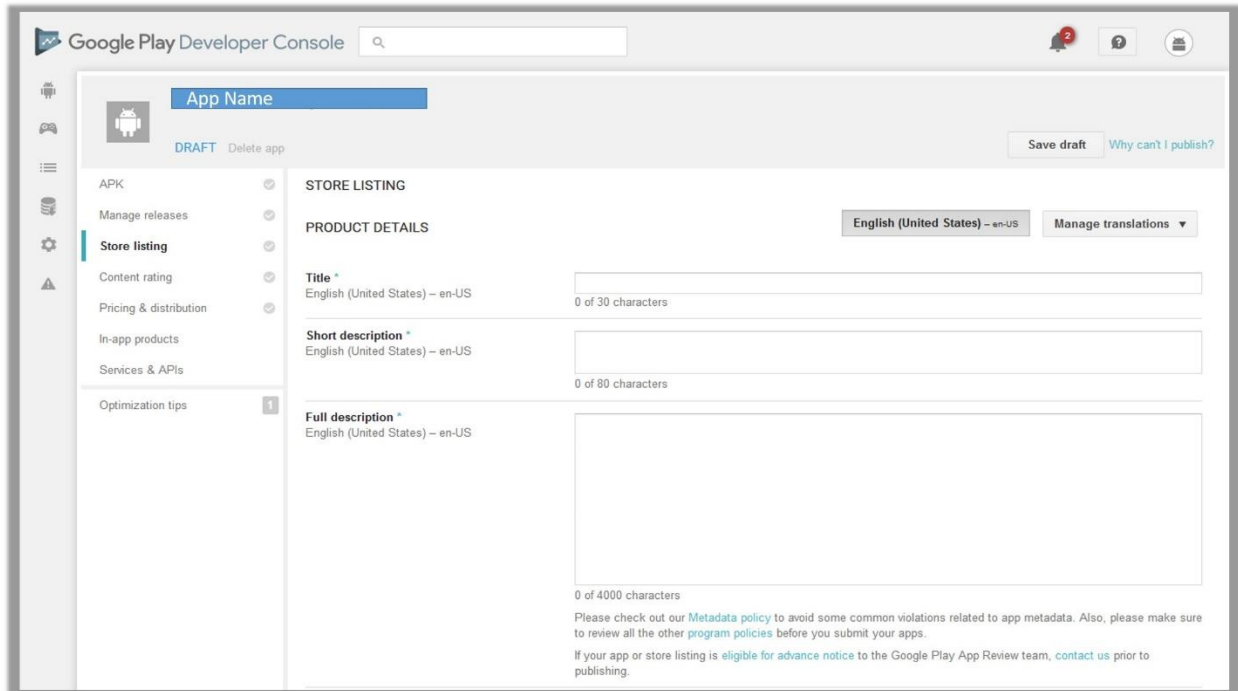 Google Play Developer Console
2
App Name
DRAFT Delete app
Save draft Why can't I publish?
APK
Manage releases
Store listing
Content rating
Pricing & distribution
In-app products
Services & APIs
Optimization tips 1
STORE LISTING
PRODUCT DETAILS
English (United States) – en-US Manage translations
Title *
English (United States) – en-US
0 of 30 characters
Short description *
English (United States) – en-US
0 of 80 characters
Full description *
English (United States) – en-US
0 of 4000 characters
Please check out our Metadata policy to avoid some common violations related to app metadata. Also, please make sure
to review all the other program policies before you submit your apps.
If your app or store listing is eligible for advance notice to the Google Play App Review team, contact us prior to
publishing.